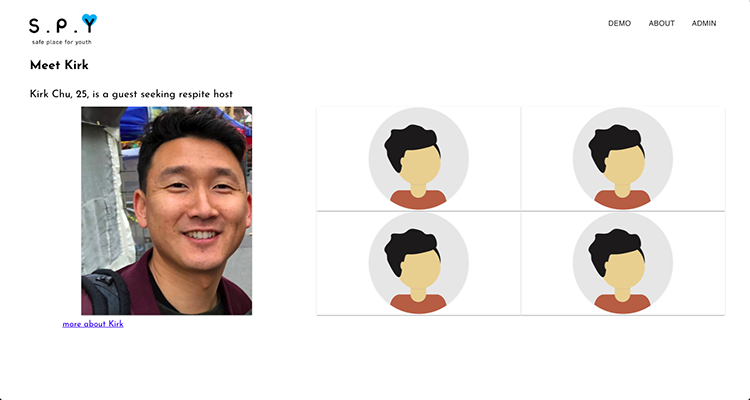 S.P.Y
safe place for youth
DEMO ABOUT ADMIN
Meet Kirk
Kirk Chu, 25, is a guest seeking respite host
more about Kirk